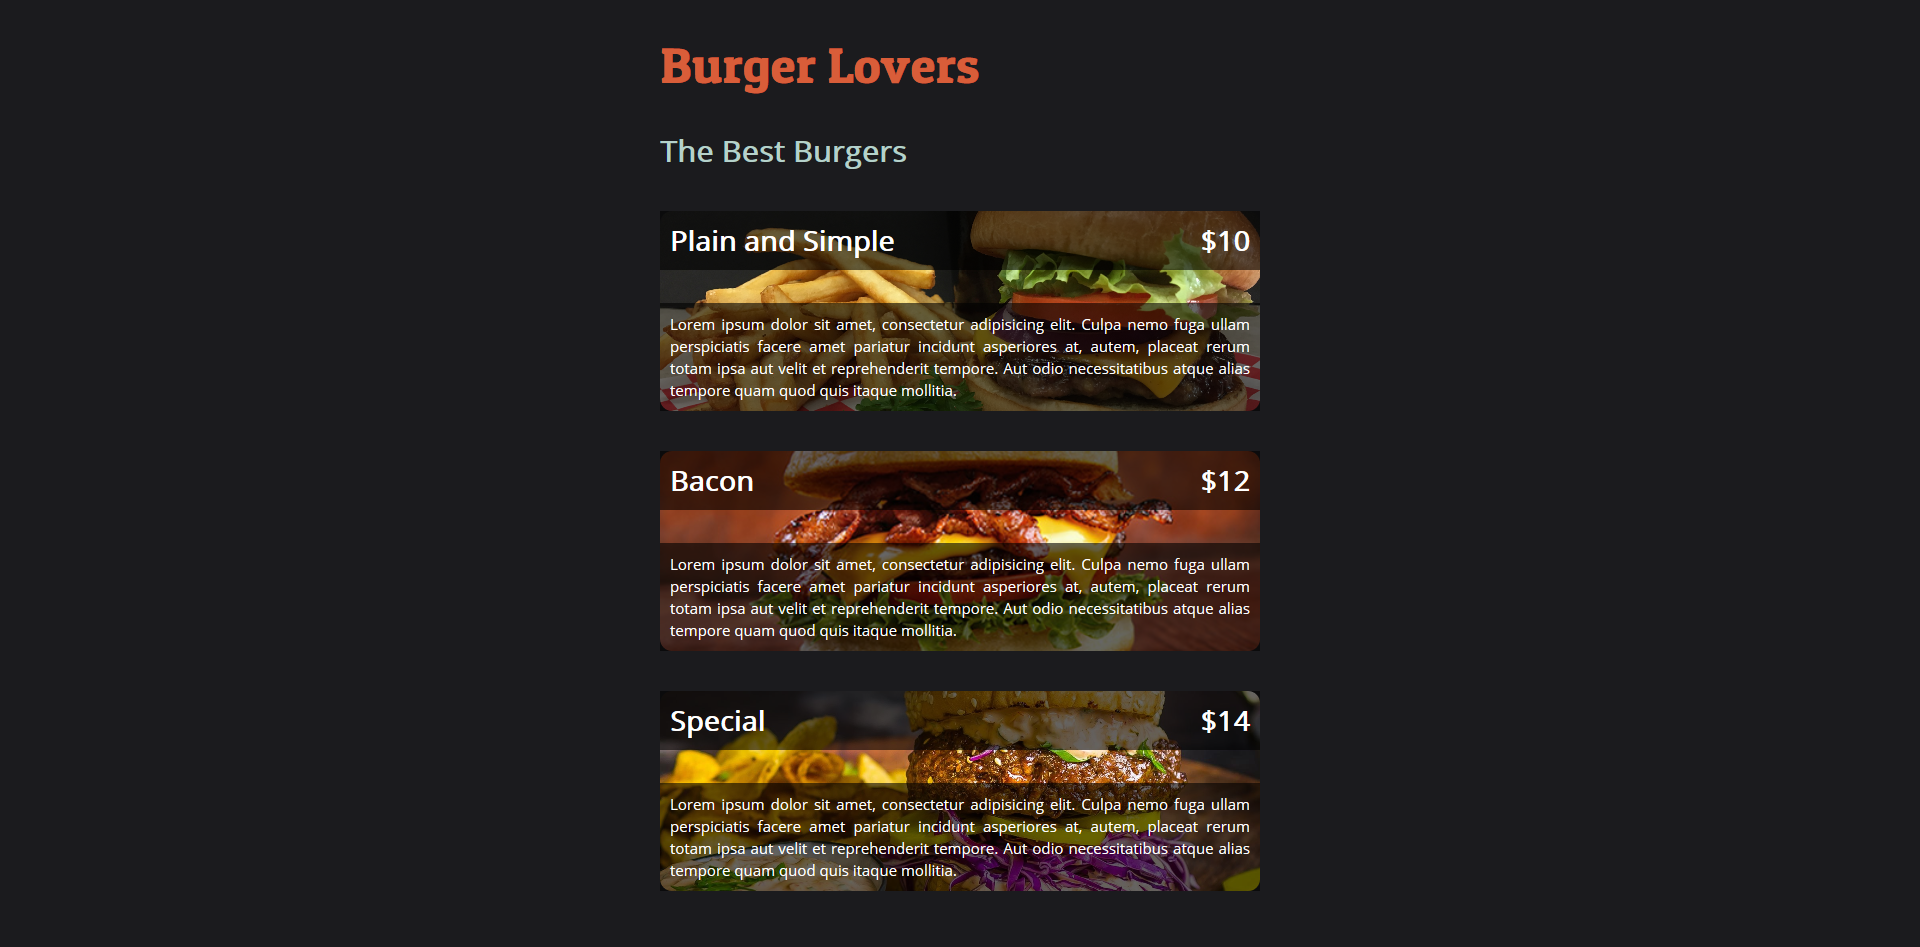 Burger Lovers
The Best Burgers
Plain and Simple
$10
Lorem ipsum dolor sit amet, consectetur adipisicing elit. Culpa nemo fuga ullam
perspiciatis facere amet pariatur incidunt asperiores at, autem, placeat rerum
totam ipsa aut velit et reprehenderit tempore. Aut odio necessitatibus atque alias
tempore quam quod quis itaque mollitia.
Bacon
$12
Lorem ipsum dolor sit amet, consectetur adipisicing elit. Culpa nemo fuga ullam
perspiciatis facere amet pariatur incidunt asperiores at, autem, placeat rerum
totam ipsa aut velit et reprehenderit tempore. Aut odio necessitatibus atque alias
tempore quam quod quis itaque mollitia.
Special
$14
Lorem ipsum dolor sit amet, consectetur adipisicing elit. Culpa nemo fuga ullam
perspiciatis facere amet pariatur incidunt asperiores at, autem, placeat rerum
totam ipsa aut velit et reprehenderit tempore. Aut odio necessitatibus atque alias
tempore quam quod quis itaque mollitia.